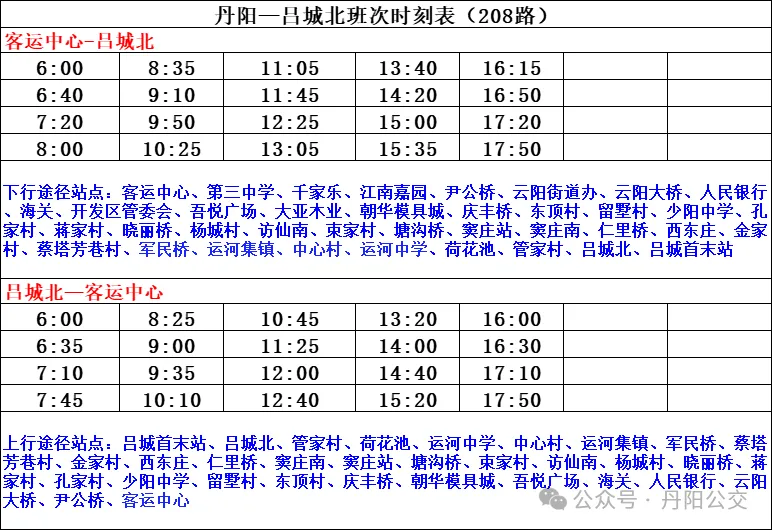 丹阳—吕城北班次时刻表（208路）
客运中心-吕城北
6:00 8:35 11:05 13:40 16:15
6:40 9:10 11:45 14:20 16:50
7:20 9:50 12:25 15:00 17:20
8:00 10:25 13:05 15:35 17:50
下行途径站点：客运中心、第三中学、千家乐、江南嘉园、尹公桥、云阳街道办、云阳大桥、人民银行
、海关、开发区管委会、吾悦广场、大亚木业、朝华模具城、庆丰桥、东顶村、留墅村、少阳中学、孔
家村、蒋家村、晓丽桥、杨城村、访仙南、束家村、塘沟桥、窦庄站、窦庄南、仁里桥、西东庄、金家
村、蔡塔芳巷村、军民桥、运河集镇、中心村、运河中学、荷花池、管家村、吕城北、吕城首末站
吕城北—客运中心
6:00 8:25 10:45 13:20 16:00
6:35 9:00 11:25 14:00 16:30
7:10 9:35 12:00 14:40 17:10
7:45 10:10 12:40 15:20 17:50
上行途径站点：吕城首末站、吕城北、管家村、荷花池、运河中学、中心村、运河集镇、军民桥、蔡塔
芳巷村、金家村、西东庄、仁里桥、窦庄南、窦庄站、塘沟桥、束家村、访仙南、杨城村、晓丽桥、蒋
家村、孔家村、少阳中学、留墅村、东顶村、庆丰桥、朝华模具城、吾悦广场、海关、人民银行、云阳
大桥、尹公桥、客运中心
公众号·丹阳公交